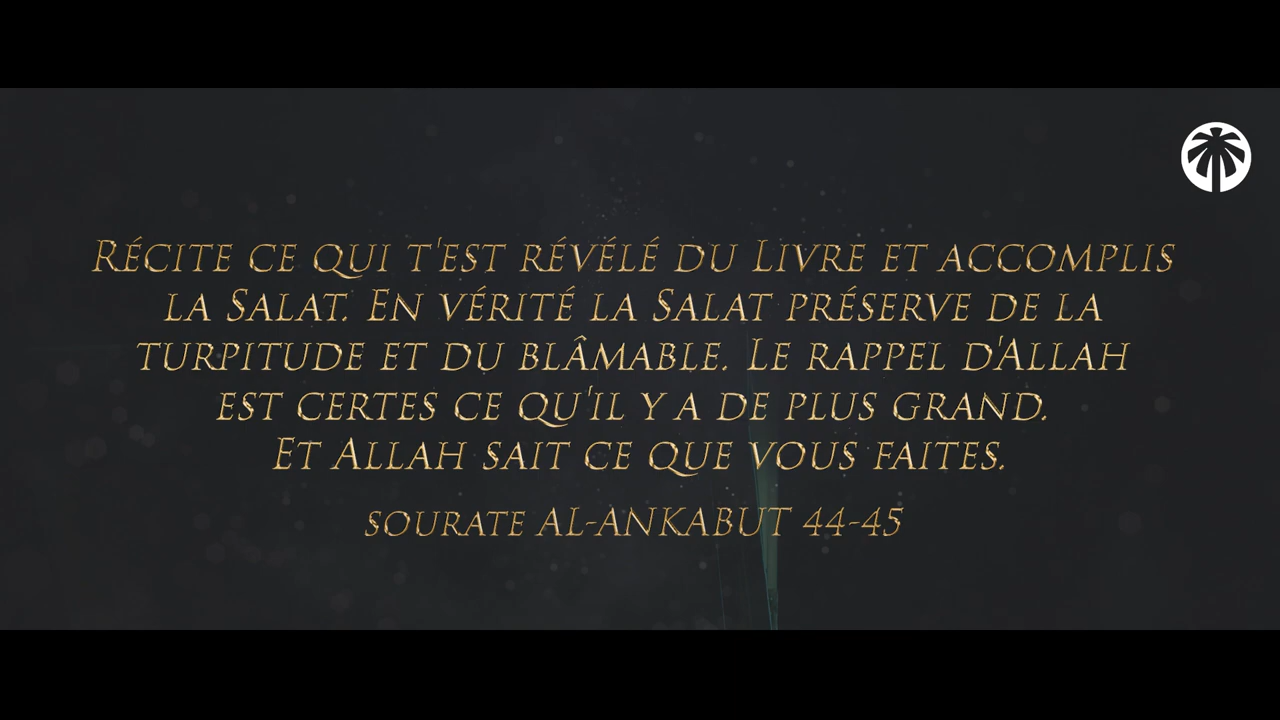 Récite ce qui t'est révélé du Livre et accomplis
la Salat. En vérité la Salat préserve de la
turpitude et du blâmable. Le rappel d'Allah
est certes ce qu'il y a de plus grand.
Et Allah sait ce que vous faites.
sourate AL-ANKABUT 44-45